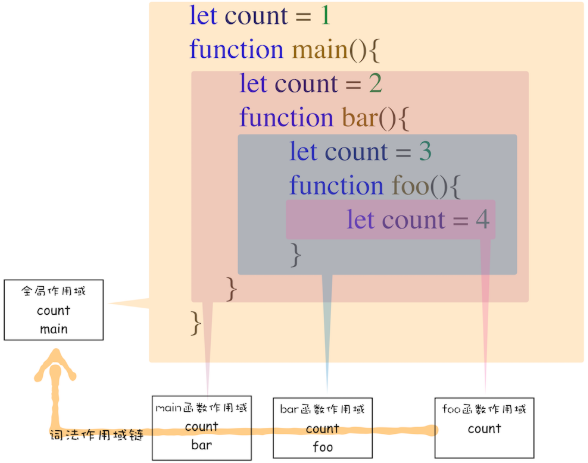 let count = 1
function main(){
let count = 2
function bar(){
let count = 3
function foo(){
let count = 4
}
}
}
全局作用域
count
main
main函数作用域
count
bar
bar函数作用域
count
foo
foo函数作用域
count
词法作用域链